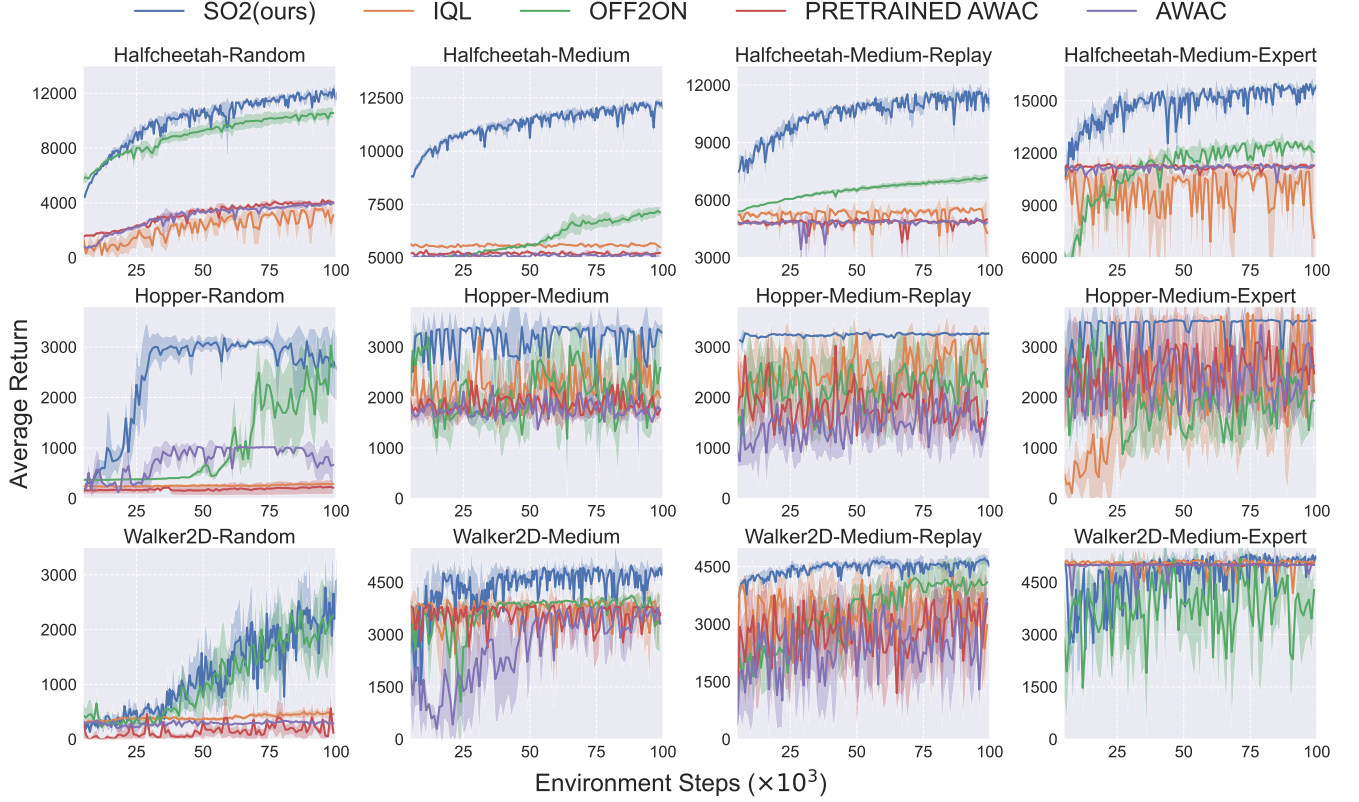 SO2(ours) IQL OFF2ON PRETRAINED AWAC AWAC
Halfcheetah-Random Halfcheetah-Medium Halfcheetah-Medium-Replay Halfcheetah-Medium-Expert
12000 12500 12000 15000
8000 10000 9000 12000
4000 7500 6000 9000
0 5000 3000 6000
25 50 75 100 25 50 75 100 25 50 75 100 25 50 75 100
Hopper-Random Hopper-Medium Hopper-Medium-Replay Hopper-Medium-Expert
3000 3000 3000 3000
2000 2000 2000 2000
1000 1000 1000 1000
0 0 0 0
25 50 75 100 25 50 75 100 25 50 75 100 25 50 75 100
Average Return
Walker2D-Random Walker2D-Medium Walker2D-Medium-Replay Walker2D-Medium-Expert
3000 4500 4500 4500
2000 3000 3000 3000
1000 1500 1500 1500
0 0 0 0
25 50 75 100 25 50 75 100 25 50 75 100 25 50 75 100
Environment Steps (×10³)